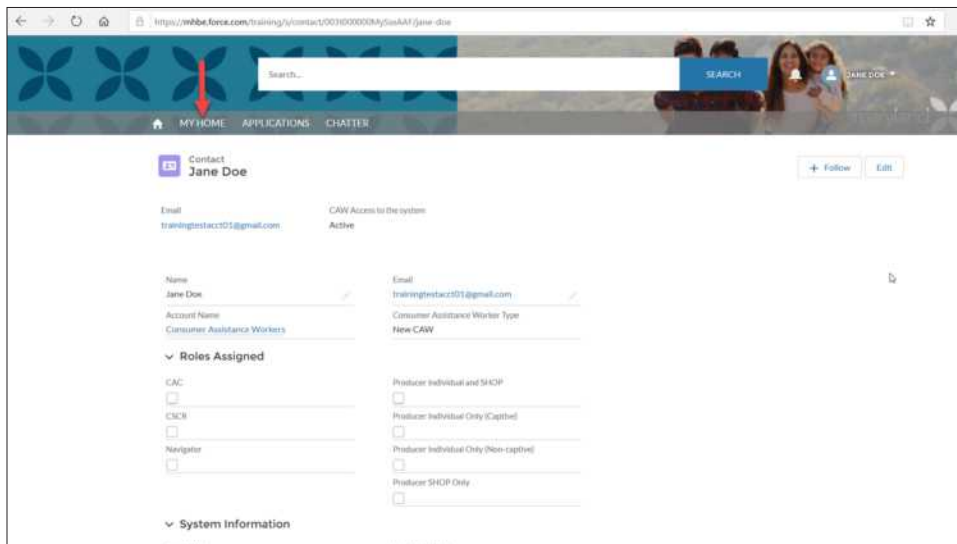 https://mhbe.force.com/training/s/contact/003t000000MySxeAAF/jane-doe
Search...
SEARCH
JANE DOE
MY HOME APPLICATIONS CHATTER
maryland
Contact
Jane Doe
+ Follow
Edit
Email
CAW Access to the system
trainingtestacct01@gmail.com
Active
Name
Email
Jane Doe
trainingtestacct01@gmail.com
Account Name
Consumer Assistance Worker Type
Consumer Assistance Workers
New CAW
Roles Assigned
CAC
Producer Individual and SHOP
CSCR
Producer Individual Only (Captive)
Navigator
Producer Individual Only (Non-captive)
Producer SHOP Only
System Information